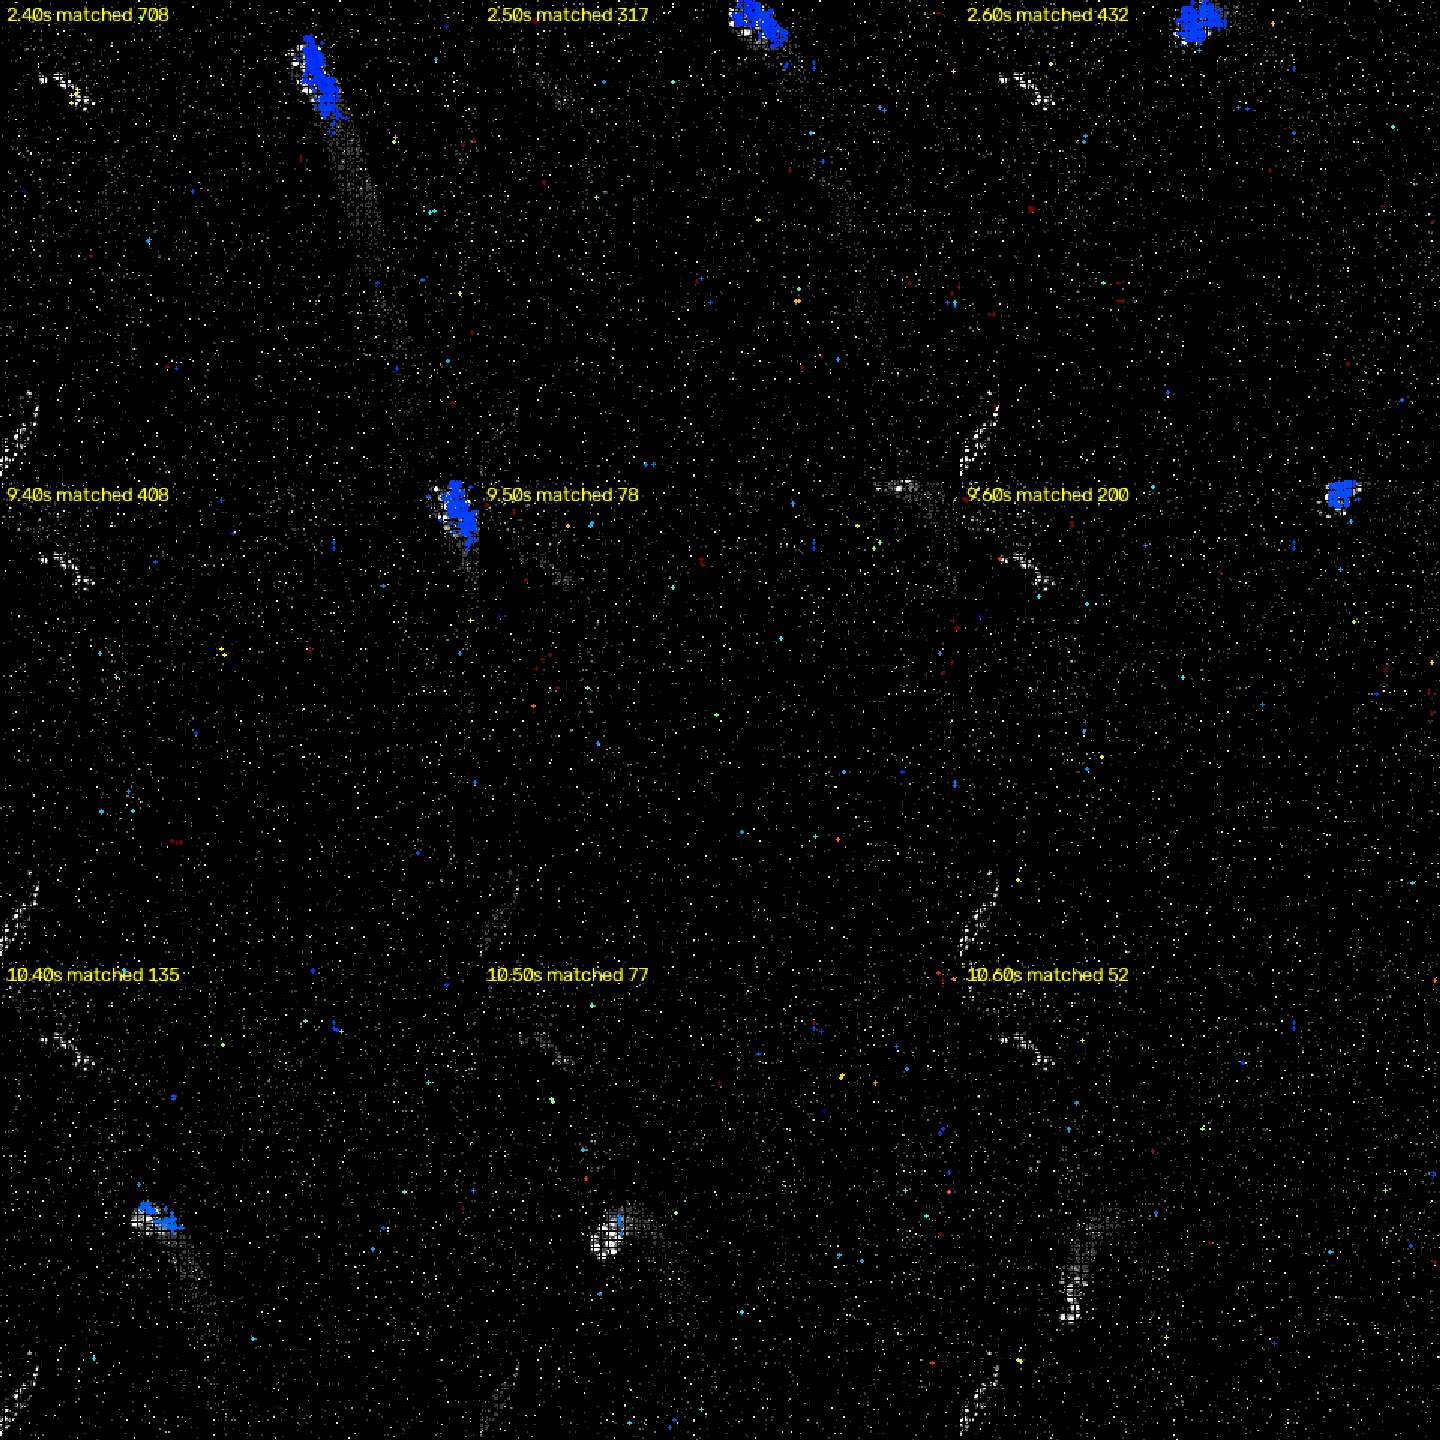 2.40s matched 708
2.50s matched 317
2.60s matched 432
9.40s matched 408
9.50s matched 78
9.60s matched 200
10.40s matched 135
10.50s matched 77
10.60s matched 52